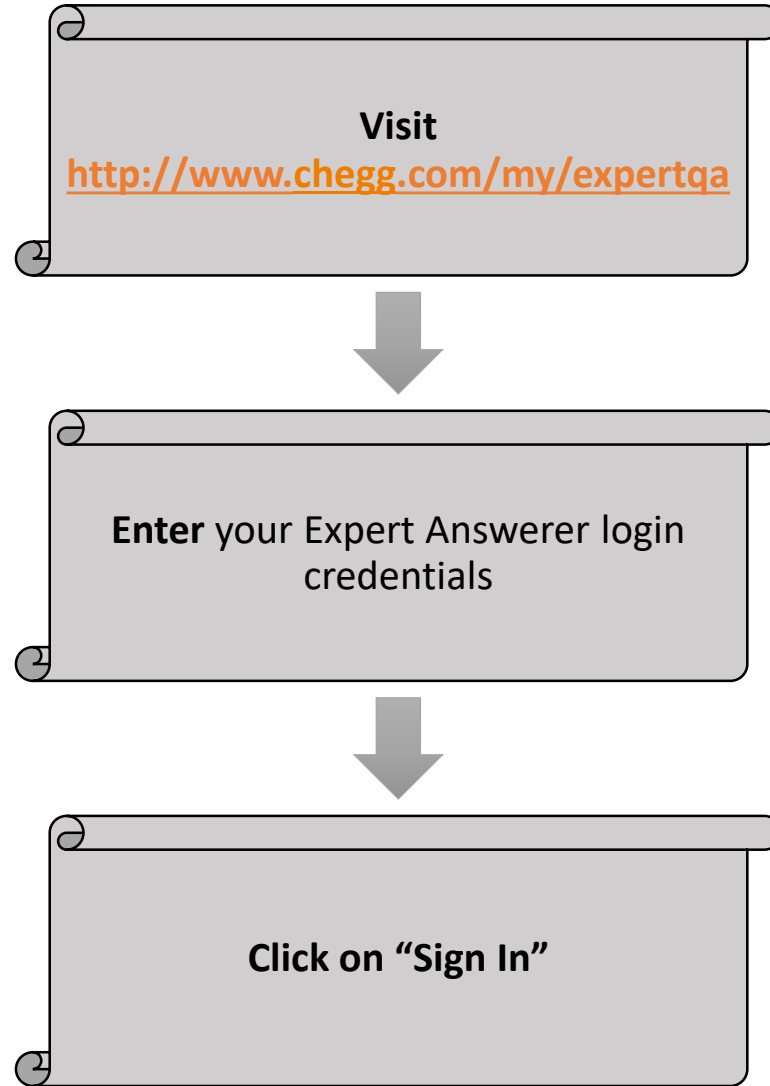 Visit
http://www.chegg.com/my/expertqa
Enter your Expert Answerer login
credentials
Click on “Sign In”